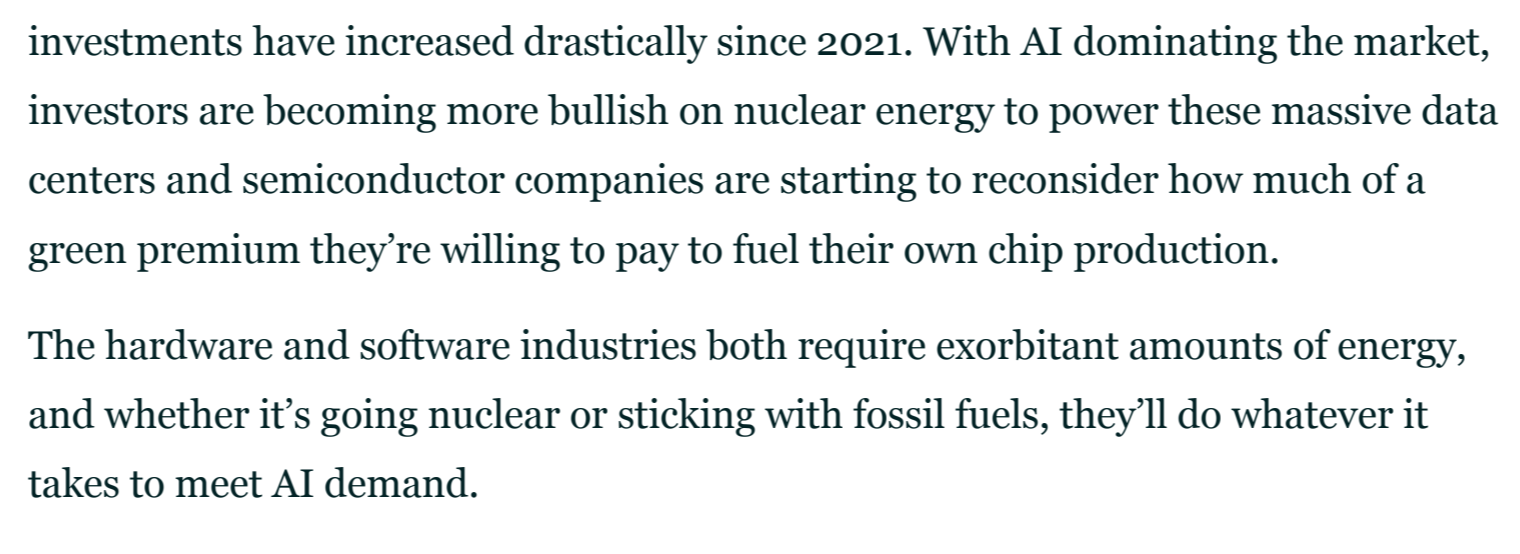 investments have increased drastically since 2021. With AI dominating the market,
investors are becoming more bullish on nuclear energy to power these massive data
centers and semiconductor companies are starting to reconsider how much of a
green premium they’re willing to pay to fuel their own chip production.
The hardware and software industries both require exorbitant amounts of energy,
and whether it’s going nuclear or sticking with fossil fuels, they’ll do whatever it
takes to meet AI demand.